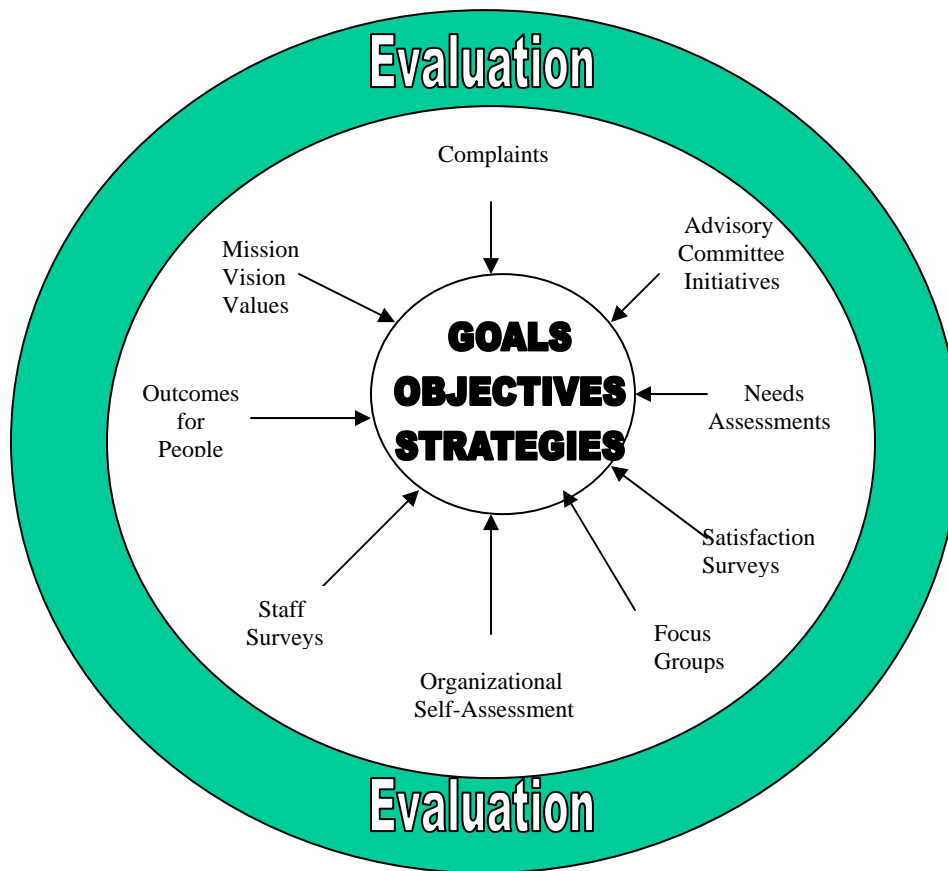 Evaluation
Complaints
Advisory
Committee
Initiatives
Mission
Vision
Values
GOALS
OBJECTIVES
STRATEGIES
Outcomes
for
People
Needs
Assessments
Satisfaction
Surveys
Staff
Surveys
Focus
Groups
Organizational
Self-Assessment
Evaluation